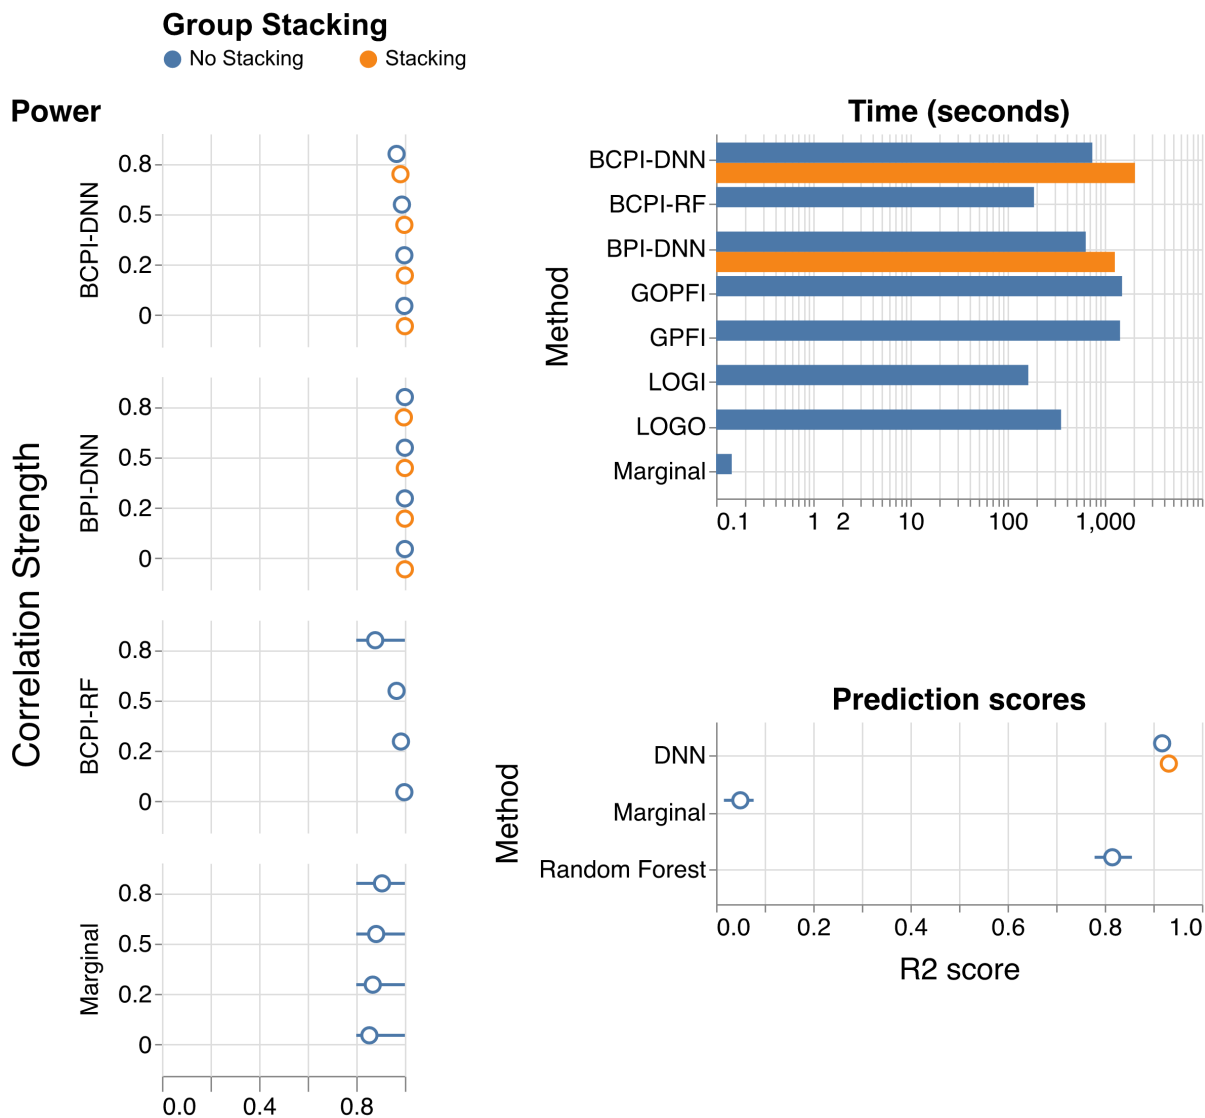 Group Stacking
No Stacking
Stacking
Power
Correlation Strength
BCPI-DNN
0.8
0.5
0.2
0
BPI-DNN
0.8
0.5
0.2
0
BCPI-RF
0.8
0.5
0.2
0
Marginal
0.8
0.5
0.2
0
0.0 0.4 0.8
Time (seconds)
Method
BCPI-DNN
BCPI-RF
BPI-DNN
GOPFI
GPFI
LOGI
LOGO
Marginal
0.1 1 2 10 100 1,000
Prediction scores
Method
DNN
Marginal
Random Forest
0.0 0.2 0.4 0.6 0.8 1.0
R2 score